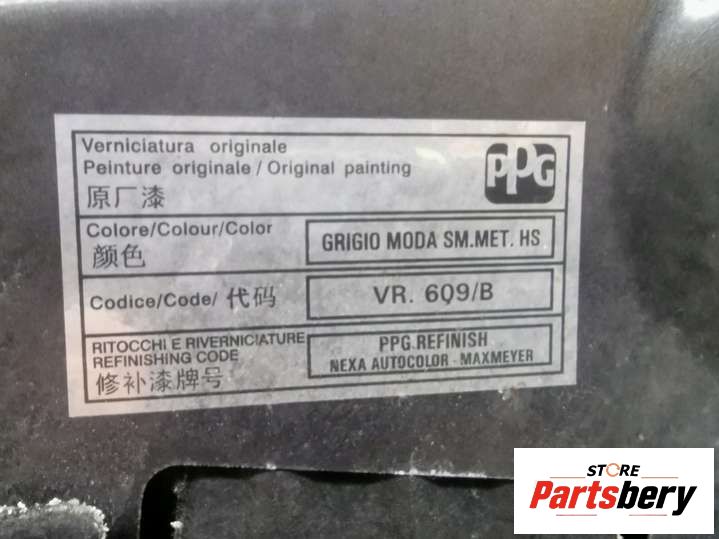 Verniciatura originale
Peinture originale / Original painting
原厂漆
PPG
Colore/Colour/Color
颜色
GRIGIO MODA SM.MET. HS
Codice/Code/ 代码
VR. 609/B
RITOCCHI E RIVERNICIATURE
REFINISHING CODE
修补漆牌号
PPG.REFINISH
NEXA AUTOCOLOR - MAXMEYER
STORE
Partsbery